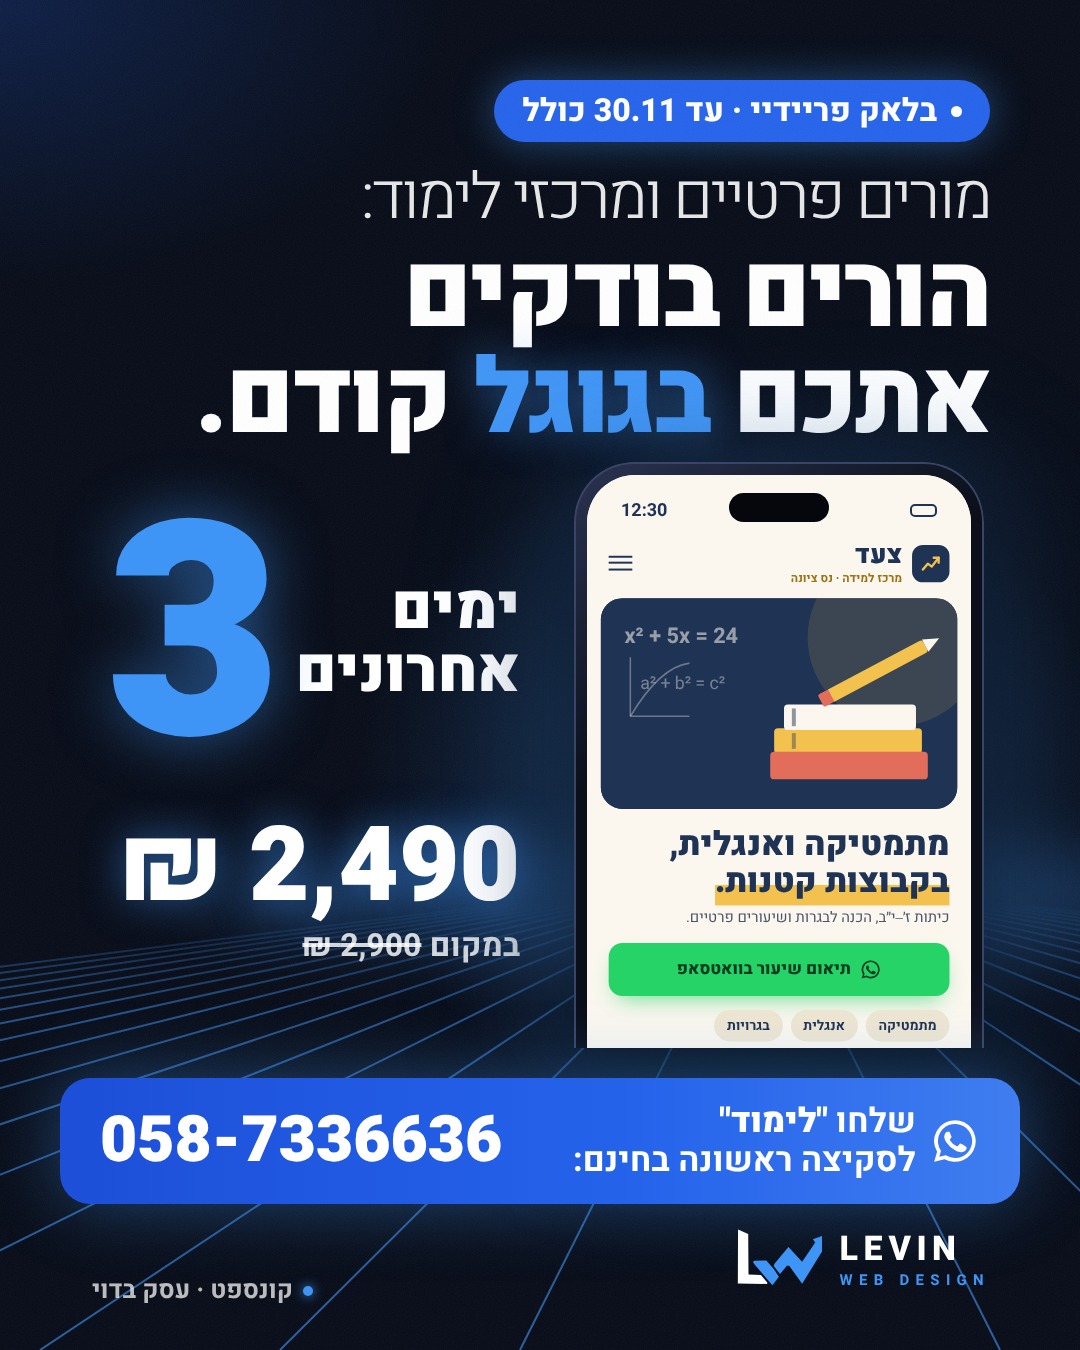 • בלאק פריידיי · עד 30.11 כולל
מורים פרטיים ומרכזי לימוד:
הורים בודקים
אתכם בגוגל קודם.
3
ימים
אחרונים
2,490 ₪
במקום 2,900 ₪
12:30
צעד
מרכז למידה · נס ציונה
x² + 5x = 24
a² + b² = c²
מתמטיקה ואנגלית,
בקבוצות קטנות.
כיתות ז׳–י״ב, הכנה לבגרות ושיעורים פרטיים.
תיאום שיעור בוואטסאפ
מתמטיקה אנגלית בגרויות
שלחו "לימוד"
לסקיצה ראשונה בחינם:
058-7336636
LW LEVIN
WEB DESIGN
• קונספט · עסק בדוי